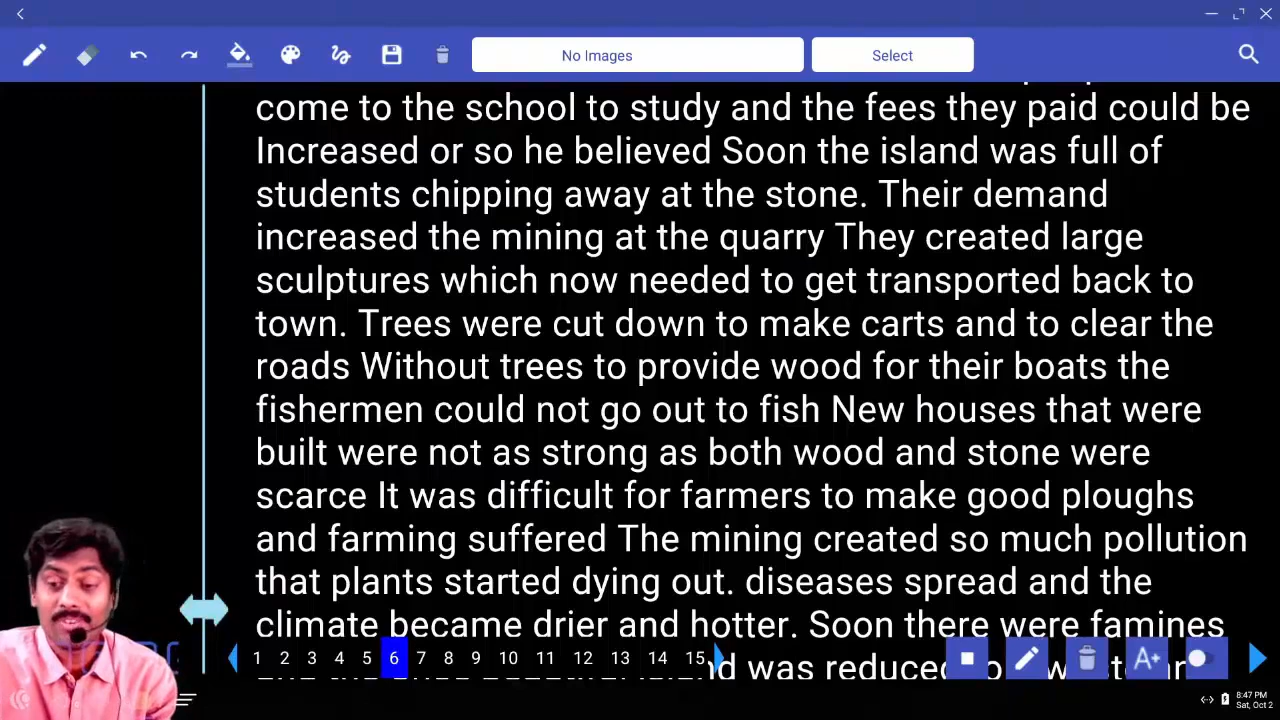 No Images
Select
come to the school to study and the fees they paid could be
Increased or so he believed Soon the island was full of
students chipping away at the stone. Their demand
increased the mining at the quarry They created large
sculptures which now needed to get transported back to
town. Trees were cut down to make carts and to clear the
roads Without trees to provide wood for their boats the
fishermen could not go out to fish New houses that were
built were not as strong as both wood and stone were
scarce It was difficult for farmers to make good ploughs
and farming suffered The mining created so much pollution
that plants started dying out. diseases spread and the
climate became drier and hotter. Soon there were famines
was reduced
1 2 3 4 5 6 7 8 9 10 11 12 13 14 15
A+
8:47 PM
Sat, Oct 2